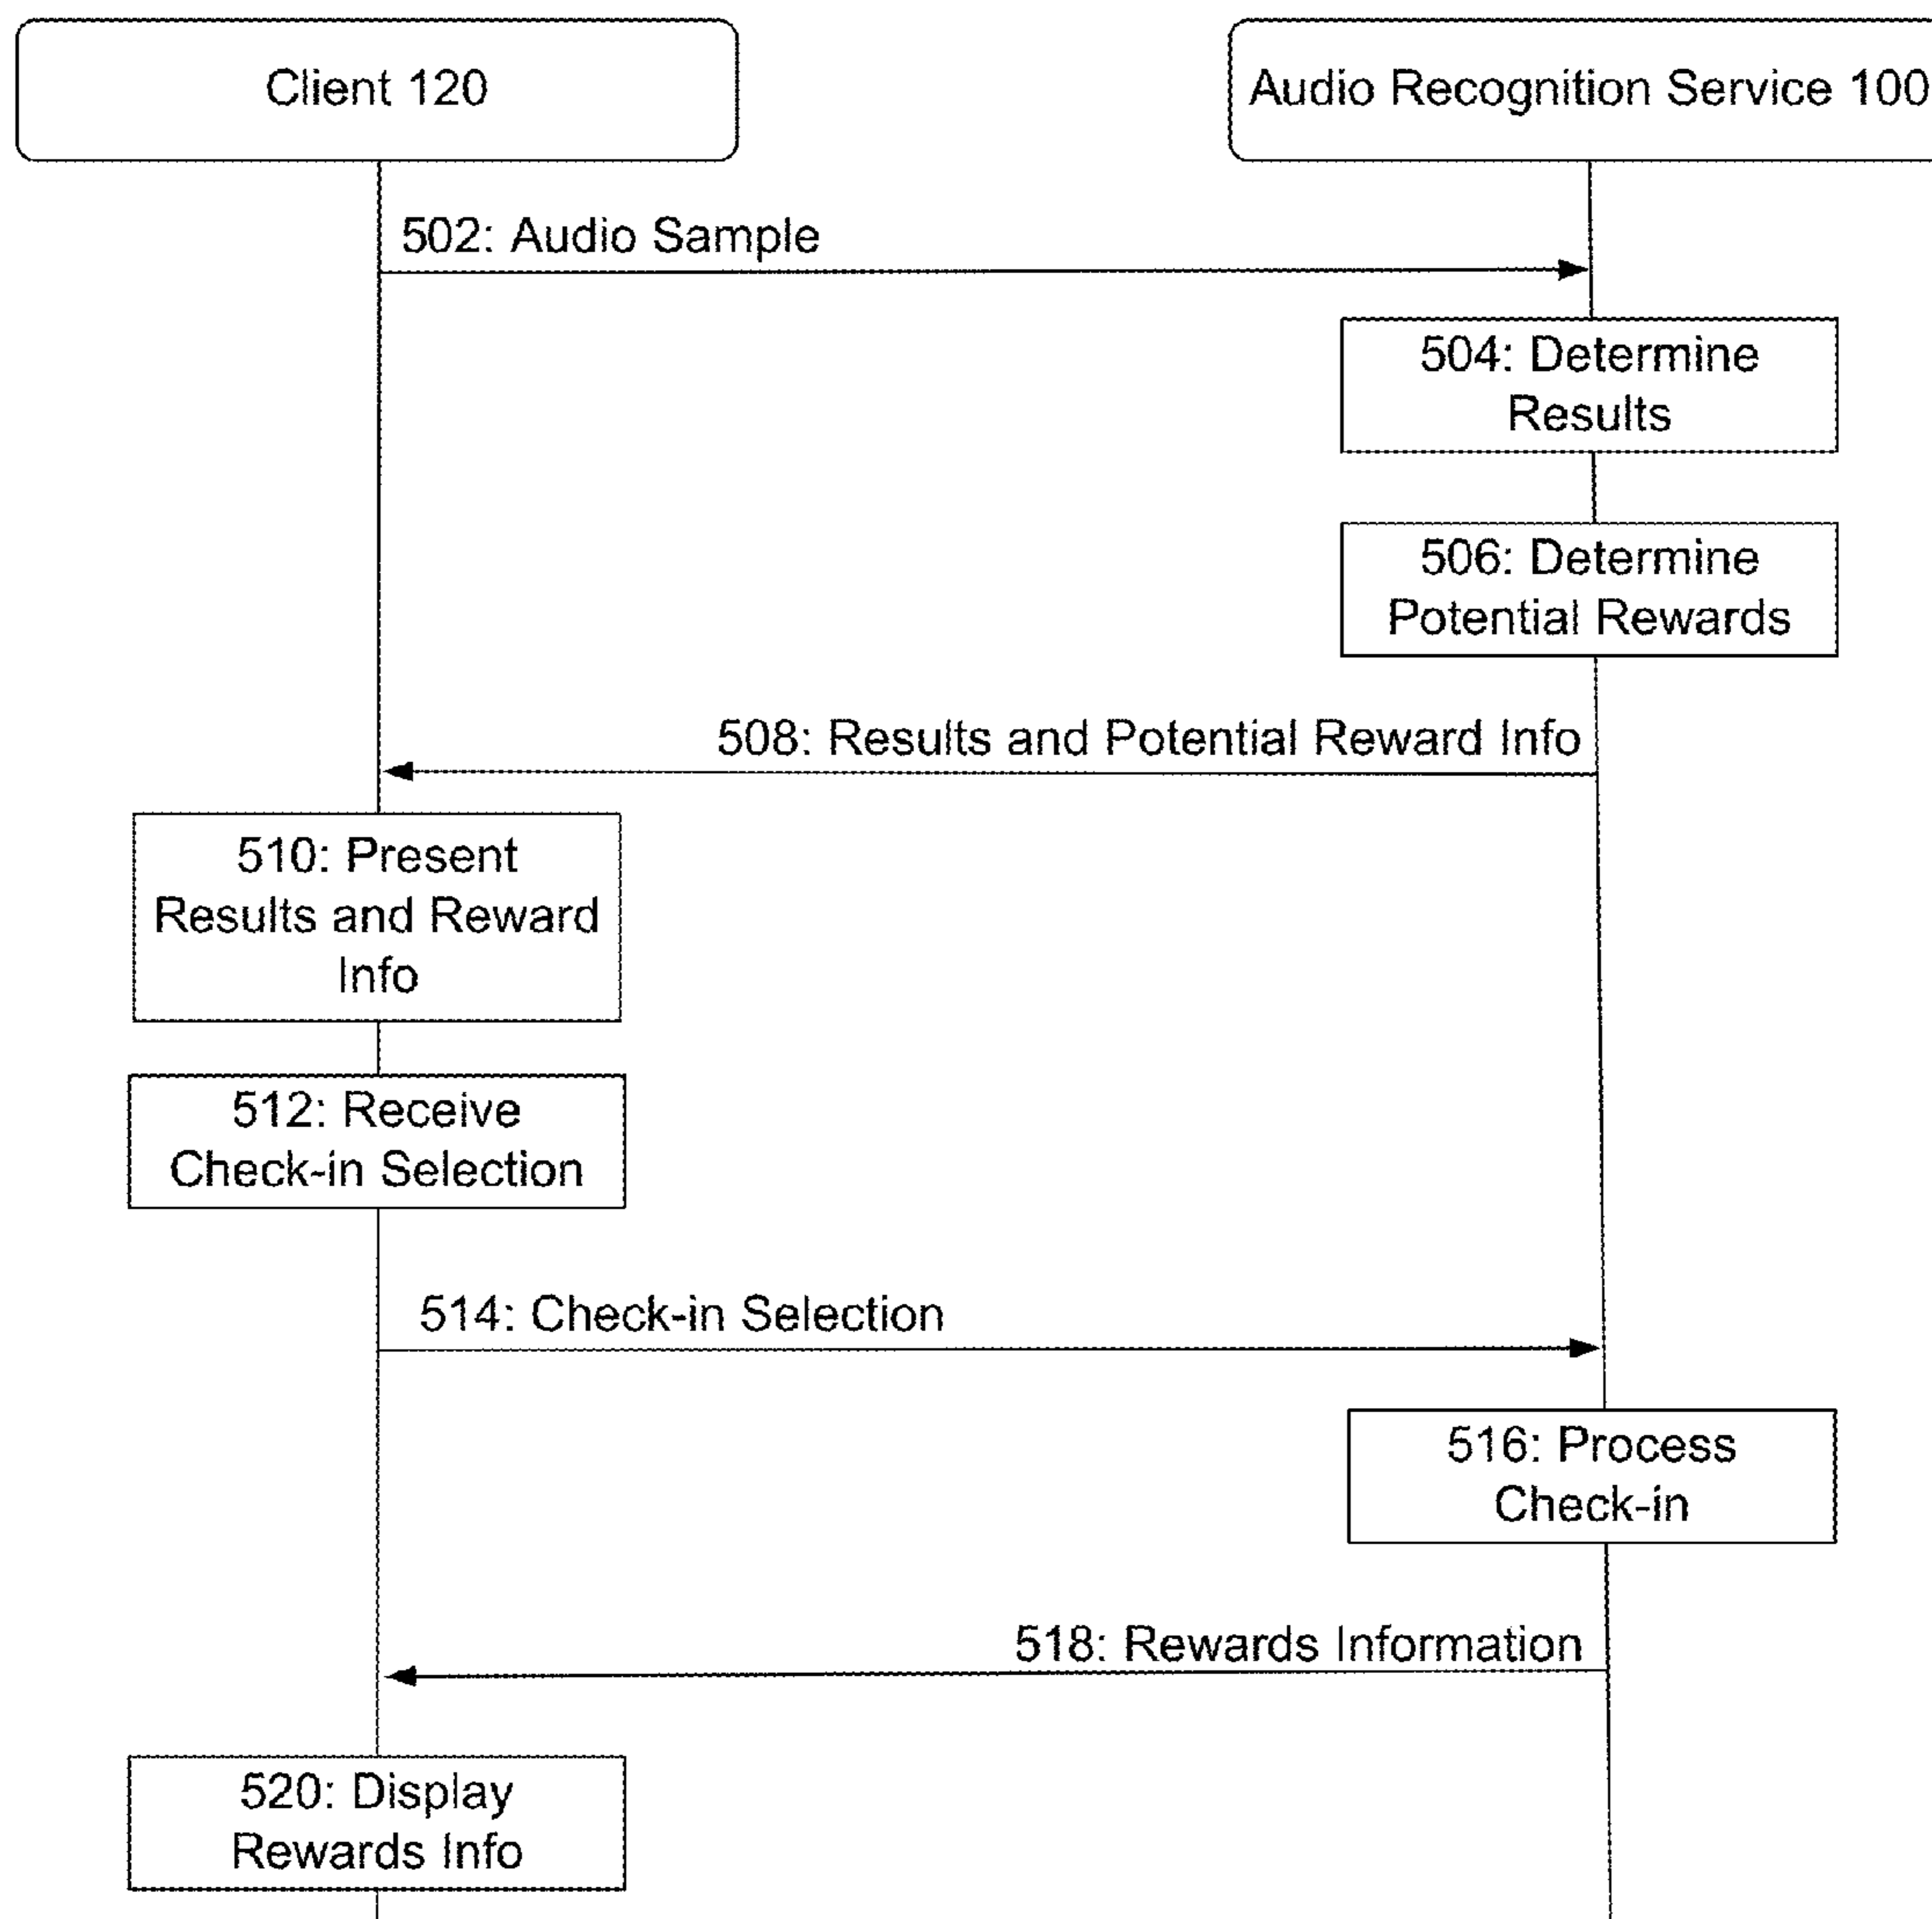 Client 120
Audio Recognition Service 100
502: Audio Sample
504: Determine
Results
506: Determine
Potential Rewards
508: Results and Potential Reward Info
510: Present
Results and Reward
Info
512: Receive
Check-in Selection
514: Check-in Selection
516: Process
Check-in
518: Rewards Information
520: Display
Rewards Info